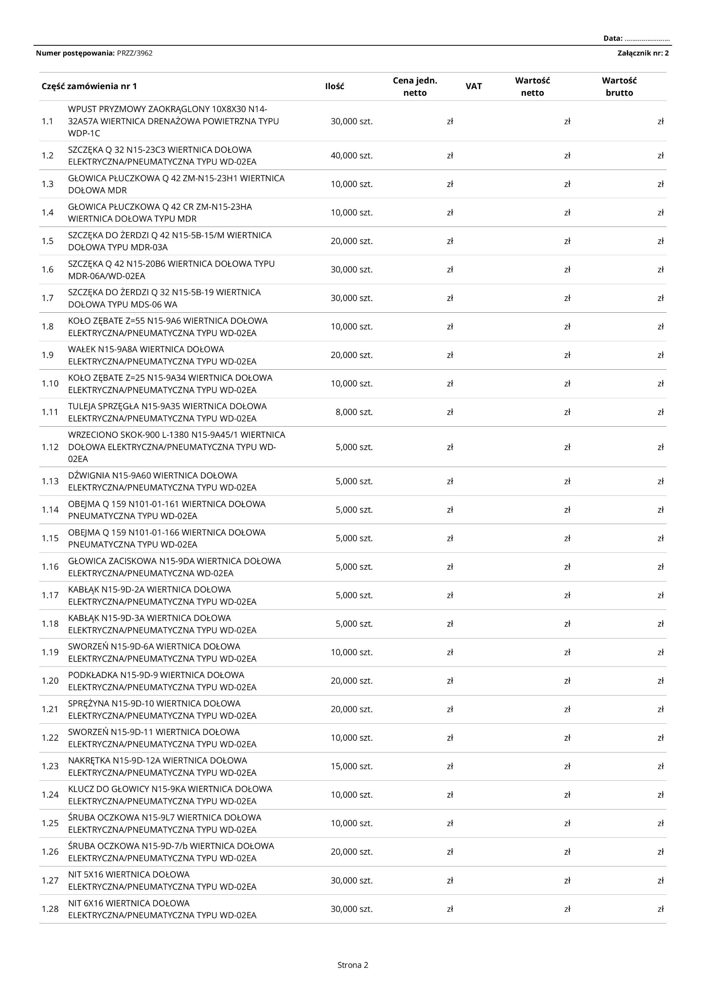 Data: ........................
Numer postępowania: PRZZ/3962 Załącznik nr: 2
Część zamówienia nr 1 Ilość Cena jedn. netto VAT Wartość netto Wartość brutto
WPUST PRYZMOWY ZAOKRĄGLONY 10X8X30 N14-
1.1 32A57A WIERTNICA DRENAŻOWA POWIETRZNA TYPU 30,000 szt. zł zł zł
WDP-1C
1.2 SZCZĘKA Q 32 N15-23C3 WIERTNICA DOŁOWA
ELEKTRYCZNA/PNEUMATYCZNA TYPU WD-02EA 40,000 szt. zł zł zł
1.3 GŁOWICA PŁUCZKOWA Q 42 ZM-N15-23H1 WIERTNICA
DOŁOWA MDR 10,000 szt. zł zł zł
1.4 GŁOWICA PŁUCZKOWA Q 42 CR ZM-N15-23HA
WIERTNICA DOŁOWA TYPU MDR 10,000 szt. zł zł zł
1.5 SZCZĘKA DO ŻERDZI Q 42 N15-5B-15/M WIERTNICA
DOŁOWA TYPU MDR-03A 20,000 szt. zł zł zł
1.6 SZCZĘKA Q 42 N15-20B6 WIERTNICA DOŁOWA TYPU
MDR-06A/WD-02EA 30,000 szt. zł zł zł
1.7 SZCZĘKA DO ŻERDZI Q 32 N15-5B-19 WIERTNICA
DOŁOWA TYPU MDS-06 WA 30,000 szt. zł zł zł
1.8 KOŁO ZĘBATE Z=55 N15-9A6 WIERTNICA DOŁOWA
ELEKTRYCZNA/PNEUMATYCZNA TYPU WD-02EA 10,000 szt. zł zł zł
1.9 WAŁEK N15-9A8A WIERTNICA DOŁOWA
ELEKTRYCZNA/PNEUMATYCZNA TYPU WD-02EA 20,000 szt. zł zł zł
1.10 KOŁO ZĘBATE Z=25 N15-9A34 WIERTNICA DOŁOWA
ELEKTRYCZNA/PNEUMATYCZNA TYPU WD-02EA 10,000 szt. zł zł zł
1.11 TULEJA SPRZĘGŁA N15-9A35 WIERTNICA DOŁOWA
ELEKTRYCZNA/PNEUMATYCZNA TYPU WD-02EA 8,000 szt. zł zł zł
WRZECIONO SKOK-900 L-1380 N15-9A45/1 WIERTNICA
1.12 DOŁOWA ELEKTRYCZNA/PNEUMATYCZNA TYPU WD- 5,000 szt. zł zł zł
02EA
1.13 DŹWIGNIA N15-9A60 WIERTNICA DOŁOWA
ELEKTRYCZNA/PNEUMATYCZNA TYPU WD-02EA 5,000 szt. zł zł zł
1.14 OBEJMA Q 159 N101-01-161 WIERTNICA DOŁOWA
PNEUMATYCZNA TYPU WD-02EA 5,000 szt. zł zł zł
1.15 OBEJMA Q 159 N101-01-166 WIERTNICA DOŁOWA
PNEUMATYCZNA TYPU WD-02EA 5,000 szt. zł zł zł
1.16 GŁOWICA ZACISKOWA N15-9DA WIERTNICA DOŁOWA
ELEKTRYCZNA/PNEUMATYCZNA WD-02EA 5,000 szt. zł zł zł
1.17 KABŁĄK N15-9D-2A WIERTNICA DOŁOWA
ELEKTRYCZNA/PNEUMATYCZNA TYPU WD-02EA 5,000 szt. zł zł zł
1.18 KABŁĄK N15-9D-3A WIERTNICA DOŁOWA
ELEKTRYCZNA/PNEUMATYCZNA TYPU WD-02EA 5,000 szt. zł zł zł
1.19 SWORZEŃ N15-9D-6A WIERTNICA DOŁOWA
ELEKTRYCZNA/PNEUMATYCZNA TYPU WD-02EA 10,000 szt. zł zł zł
1.20 PODKŁADKA N15-9D-9 WIERTNICA DOŁOWA
ELEKTRYCZNA/PNEUMATYCZNA TYPU WD-02EA 20,000 szt. zł zł zł
1.21 SPRĘŻYNA N15-9D-10 WIERTNICA DOŁOWA
ELEKTRYCZNA/PNEUMATYCZNA TYPU WD-02EA 20,000 szt. zł zł zł
1.22 SWORZEŃ N15-9D-11 WIERTNICA DOŁOWA
ELEKTRYCZNA/PNEUMATYCZNA TYPU WD-02EA 10,000 szt. zł zł zł
1.23 NAKRĘTKA N15-9D-12A WIERTNICA DOŁOWA
ELEKTRYCZNA/PNEUMATYCZNA TYPU WD-02EA 15,000 szt. zł zł zł
1.24 KLUCZ DO GŁOWICY N15-9KA WIERTNICA DOŁOWA
ELEKTRYCZNA/PNEUMATYCZNA TYPU WD-02EA 10,000 szt. zł zł zł
1.25 ŚRUBA OCZKOWA N15-9L7 WIERTNICA DOŁOWA
ELEKTRYCZNA/PNEUMATYCZNA TYPU WD-02EA 10,000 szt. zł zł zł
1.26 ŚRUBA OCZKOWA N15-9D-7/b WIERTNICA DOŁOWA
ELEKTRYCZNA/PNEUMATYCZNA TYPU WD-02EA 20,000 szt. zł zł zł
1.27 NIT 5X16 WIERTNICA DOŁOWA
ELEKTRYCZNA/PNEUMATYCZNA TYPU WD-02EA 30,000 szt. zł zł zł
1.28 NIT 6X16 WIERTNICA DOŁOWA
ELEKTRYCZNA/PNEUMATYCZNA TYPU WD-02EA 30,000 szt. zł zł zł
Strona 2